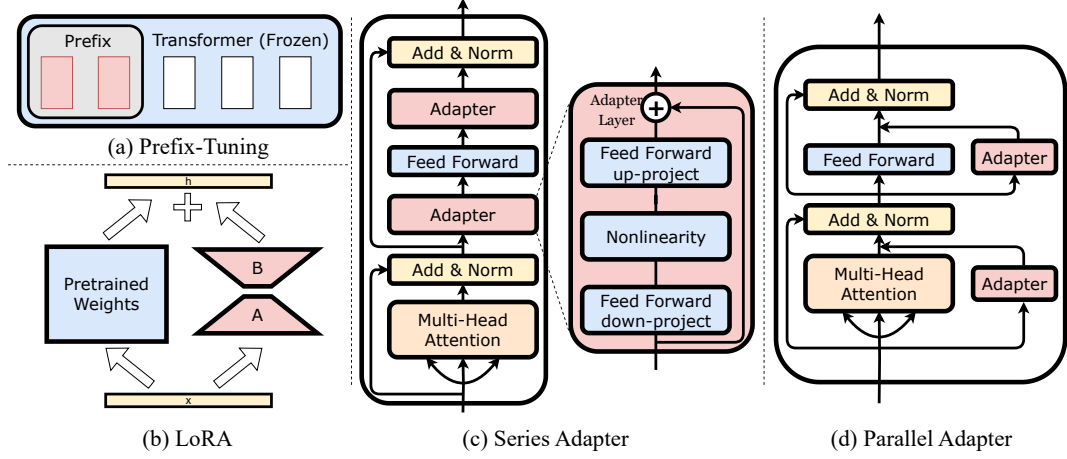 Prefix
Transformer (Frozen)
(a) Prefix-Tuning
h
Pretrained
Weights
B
A
x
(b) LoRA
Add & Norm
Adapter
Feed Forward
Adapter
Add & Norm
Multi-Head
Attention
Adapter
Layer
+
Feed Forward
up-project
Nonlinearity
Feed Forward
down-project
(c) Series Adapter
Add & Norm
Feed Forward
Adapter
Add & Norm
Multi-Head
Attention
Adapter
(d) Parallel Adapter